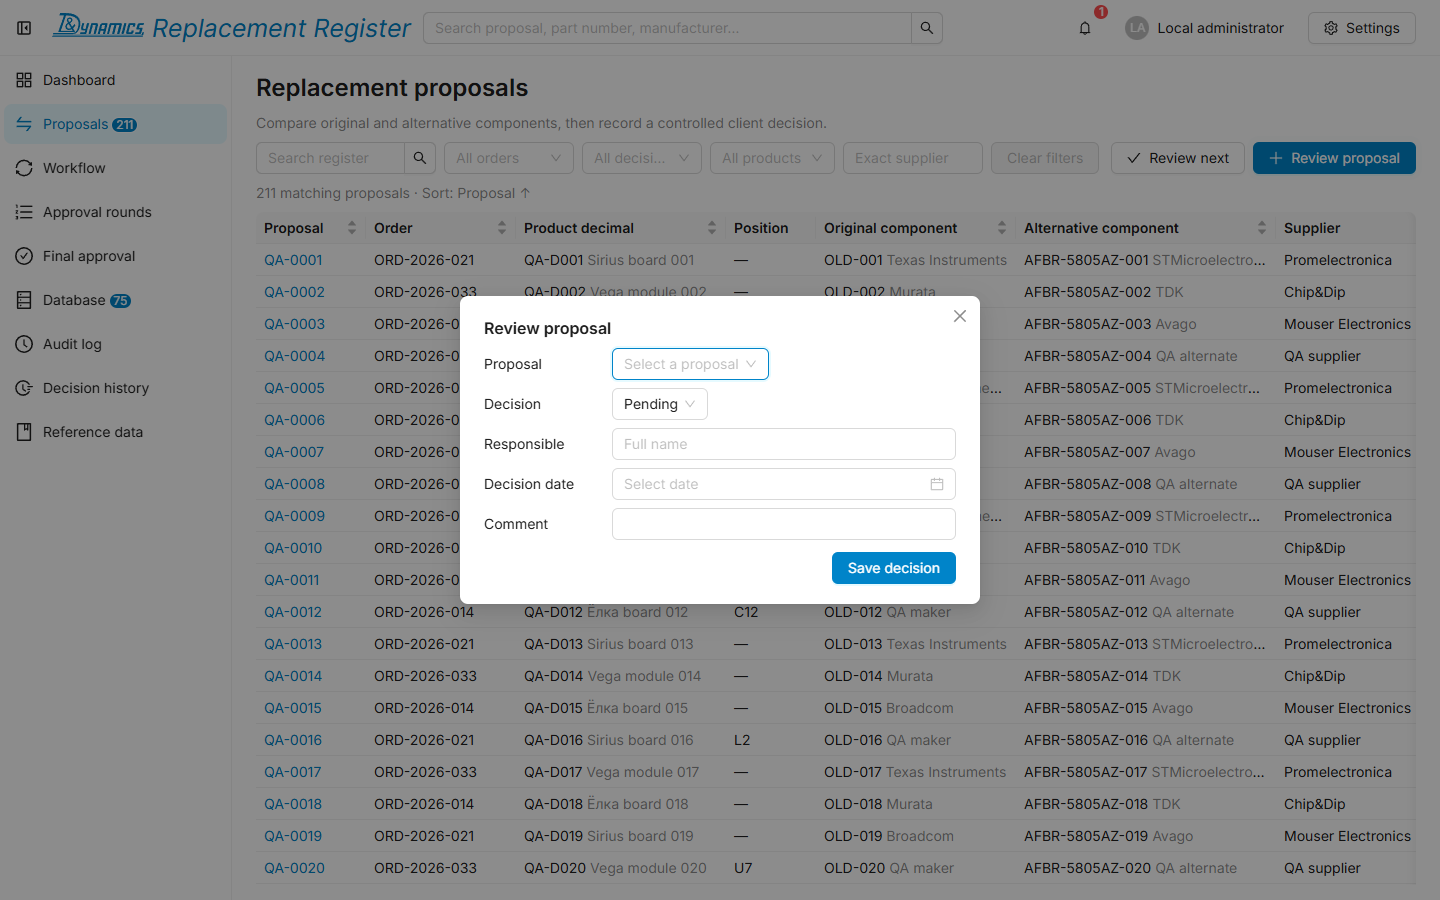 DYNAMICS Replacement Register
Search proposal, part number, manufacturer...
1
LA Local administrator
Settings
Dashboard
Proposals 211
Workflow
Approval rounds
Final approval
Database 75
Audit log
Decision history
Reference data
Replacement proposals
Compare original and alternative components, then record a controlled client decision.
Search register
All orders
All decisi...
All products
Exact supplier
Clear filters
Review next
Review proposal
211 matching proposals · Sort: Proposal ↑
Proposal Order Product decimal Position Original component Alternative component Supplier
QA-0001 ORD-2026-021 QA-D001 Sirius board 001 — OLD-001 Texas Instruments AFBR-5805AZ-001 STMicroelectro... Promelectronica
QA-0002 ORD-2026-033 QA-D002 Vega module 002 — OLD-002 Murata AFBR-5805AZ-002 TDK Chip&Dip
QA-0003 ORD-2026-0 AFBR-5805AZ-003 Avago Mouser Electronics
QA-0004 ORD-2026-0 AFBR-5805AZ-004 QA alternate QA supplier
QA-0005 ORD-2026-0 e... AFBR-5805AZ-005 STMicroelectr... Promelectronica
QA-0006 ORD-2026-0 AFBR-5805AZ-006 TDK Chip&Dip
QA-0007 ORD-2026-0 AFBR-5805AZ-007 Avago Mouser Electronics
QA-0008 ORD-2026-0 AFBR-5805AZ-008 QA alternate QA supplier
QA-0009 ORD-2026-0 e... AFBR-5805AZ-009 STMicroelectr... Promelectronica
QA-0010 ORD-2026-0 AFBR-5805AZ-010 TDK Chip&Dip
QA-0011 ORD-2026-0 AFBR-5805AZ-011 Avago Mouser Electronics
QA-0012 ORD-2026-014 QA-D012 Ёлка board 012 C12 OLD-012 QA maker AFBR-5805AZ-012 QA alternate QA supplier
QA-0013 ORD-2026-021 QA-D013 Sirius board 013 — OLD-013 Texas Instruments AFBR-5805AZ-013 STMicroelectro... Promelectronica
QA-0014 ORD-2026-033 QA-D014 Vega module 014 — OLD-014 Murata AFBR-5805AZ-014 TDK Chip&Dip
QA-0015 ORD-2026-014 QA-D015 Ёлка board 015 — OLD-015 Broadcom AFBR-5805AZ-015 Avago Mouser Electronics
QA-0016 ORD-2026-021 QA-D016 Sirius board 016 L2 OLD-016 QA maker AFBR-5805AZ-016 QA alternate QA supplier
QA-0017 ORD-2026-033 QA-D017 Vega module 017 — OLD-017 Texas Instruments AFBR-5805AZ-017 STMicroelectro... Promelectronica
QA-0018 ORD-2026-014 QA-D018 Ёлка board 018 — OLD-018 Murata AFBR-5805AZ-018 TDK Chip&Dip
QA-0019 ORD-2026-021 QA-D019 Sirius board 019 — OLD-019 Broadcom AFBR-5805AZ-019 Avago Mouser Electronics
QA-0020 ORD-2026-033 QA-D020 Vega module 020 U7 OLD-020 QA maker AFBR-5805AZ-020 QA alternate QA supplier
Review proposal
Proposal Select a proposal
Decision Pending
Responsible Full name
Decision date Select date
Comment
Save decision